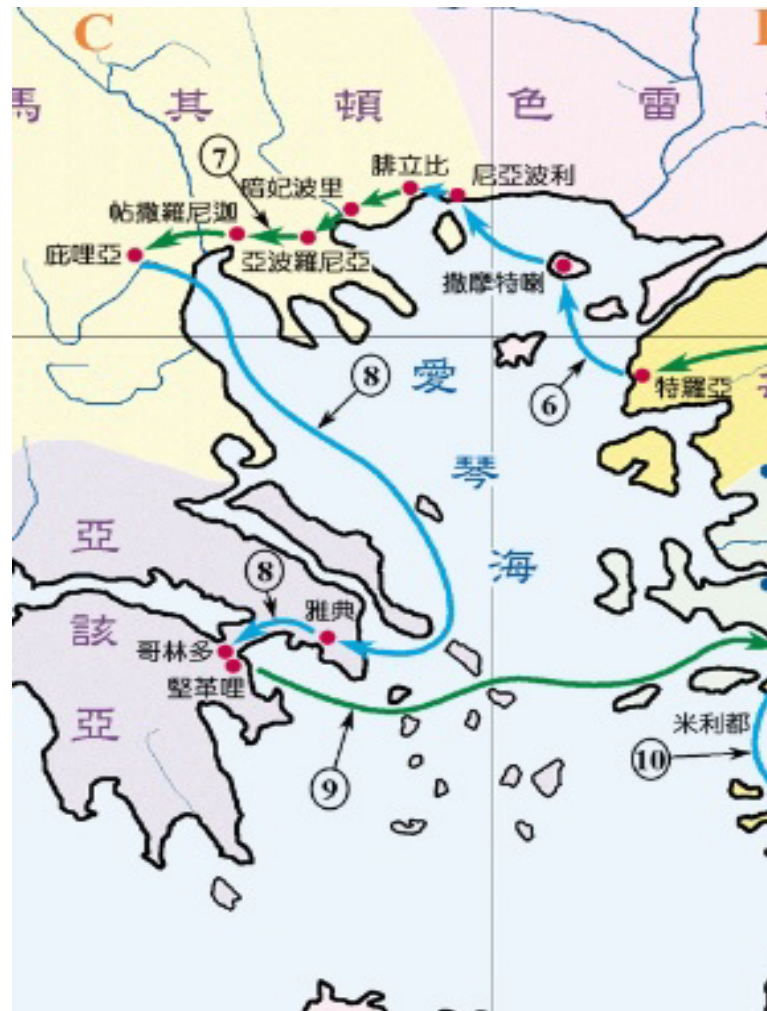 C
馬其頓
色雷
⑦
腓立比
尼亞波利
暗妃波里
帖撒羅尼迦
亞波羅尼亞
庇哩亞
撒摩特喇
⑧
愛琴海
⑥
特羅亞
亞該亞
⑧
雅典
哥林多
堅革哩
⑨
米利都
⑩